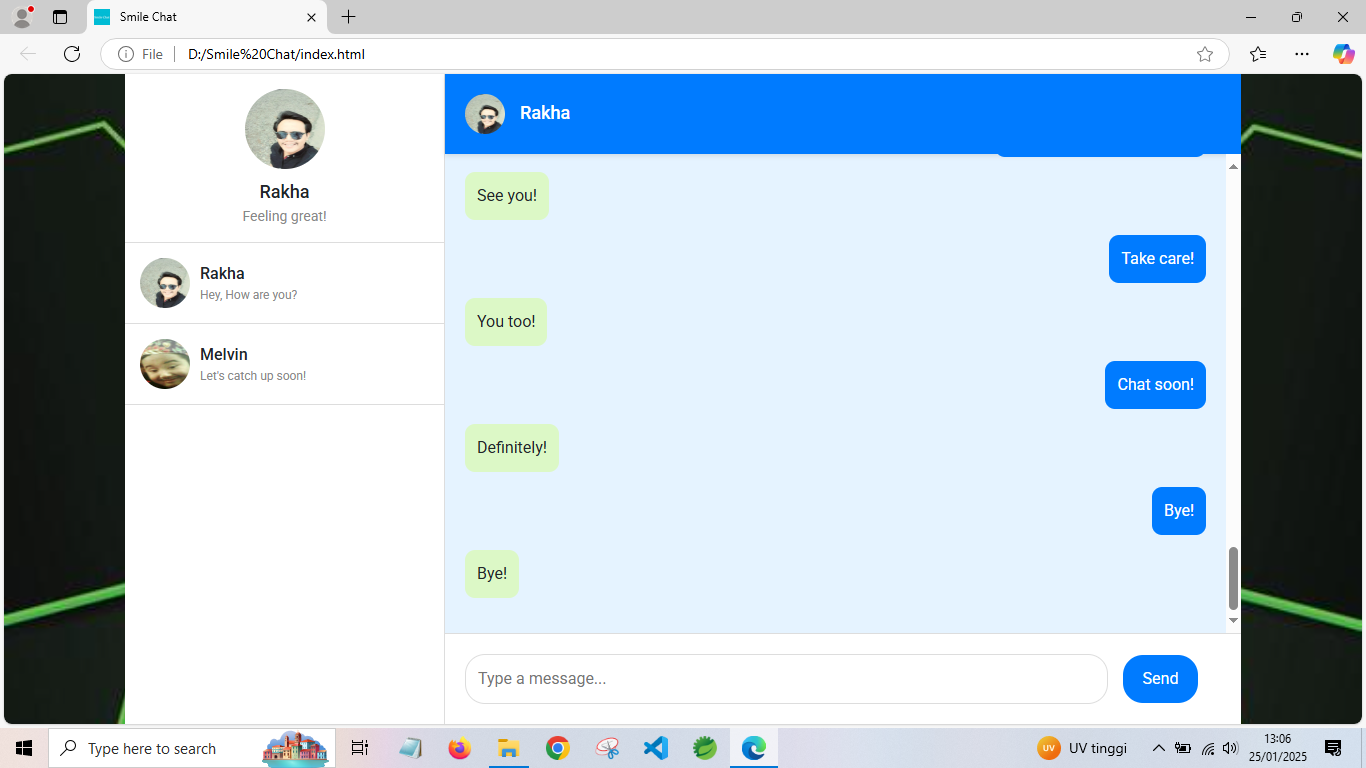 Smile Chat
File
D:/Smile%20Chat/index.html
Rakha
Feeling great!
Rakha
Hey, How are you?
Melvin
Let's catch up soon!
Rakha
See you!
Take care!
You too!
Chat soon!
Definitely!
Bye!
Bye!
Type a message...
Send
Type here to search
UV
UV tinggi
13:06
25/01/2025